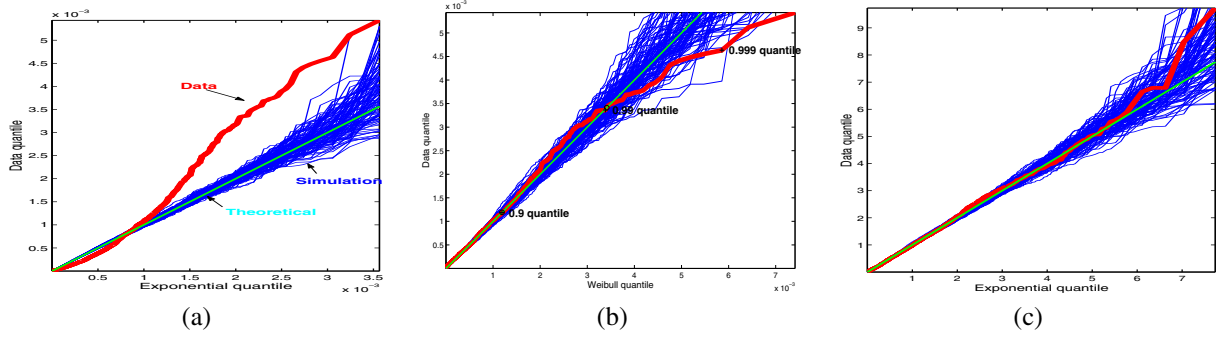 x 10⁻³
5
4.5
4
3.5
3
2.5
2
1.5
1
0.5
Data quantile
Data
Simulation
Theoretical
0.5
1
1.5
2
2.5
3
3.5
Exponential quantile
x 10⁻³
(a)
x 10⁻³
5
4.5
4
3.5
3
2.5
2
1.5
1
0.5
Data quantile
0.999 quantile
0.99 quantile
0.9 quantile
1
2
3
4
5
6
7
Weibull quantile
x 10⁻³
(b)
9
8
7
6
5
4
3
2
1
Data quantile
1
2
3
4
5
6
7
Exponential quantile
(c)